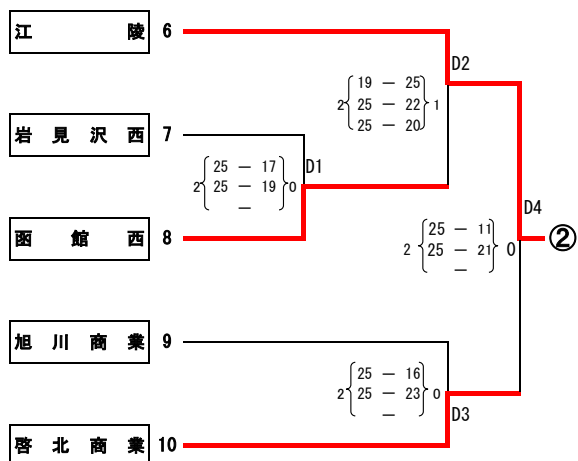 江 陵 6
D2
19 ― 25
2 25 ― 22 1
25 ― 20
岩 見 沢 西 7
D1
25 ― 17
2 25 ― 19 0
―
函 館 西 8
D4
25 ― 11
2 25 ― 21 0
―
②
旭 川 商 業 9
25 ― 16
2 25 ― 23 0
―
D3
啓 北 商 業 10